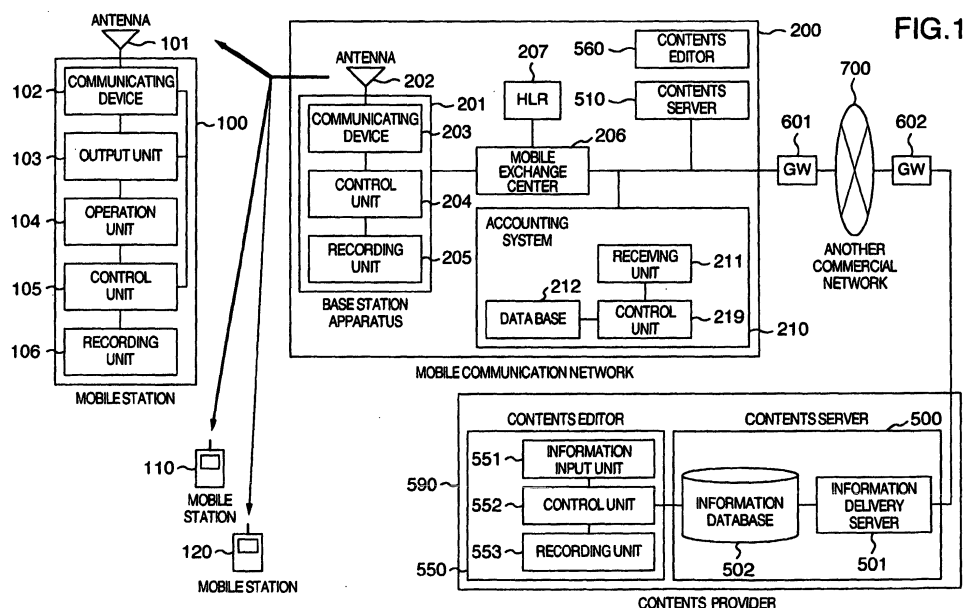 FIG.1
ANTENNA
101
102
COMMUNICATING
DEVICE
100
103
OUTPUT UNIT
104
OPERATION
UNIT
105
CONTROL
UNIT
106
RECORDING
UNIT
MOBILE STATION
110
MOBILE
STATION
120
MOBILE STATION
200
ANTENNA
202
201
COMMUNICATING
DEVICE
203
CONTROL
UNIT
204
RECORDING
UNIT
205
BASE STATION
APPARATUS
207
HLR
206
MOBILE
EXCHANGE
CENTER
560
CONTENTS
EDITOR
510
CONTENTS
SERVER
ACCOUNTING
SYSTEM
RECEIVING
UNIT
211
212
DATABASE
CONTROL
UNIT
219
210
MOBILE COMMUNICATION NETWORK
601
GW
700
602
GW
ANOTHER
COMMERCIAL
NETWORK
CONTENTS EDITOR
551
INFORMATION
INPUT UNIT
590
552
CONTROL UNIT
553
RECORDING UNIT
550
CONTENTS SERVER
500
INFORMATION
DATABASE
502
INFORMATION
DELIVERY
SERVER
501
CONTENTS PROVIDER